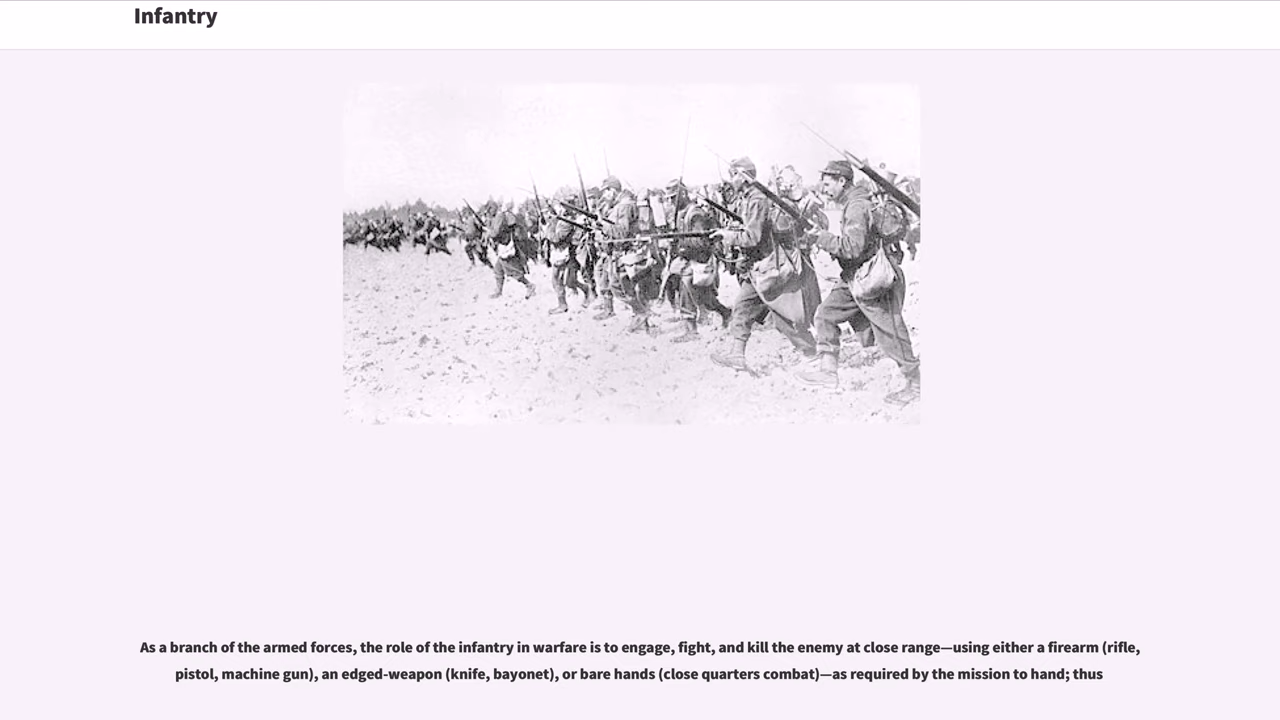 Infantry
As a branch of the armed forces, the role of the infantry in warfare is to engage, fight, and kill the enemy at close range—using either a firearm (rifle,
pistol, machine gun), an edged-weapon (knife, bayonet), or bare hands (close quarters combat)—as required by the mission to hand; thus